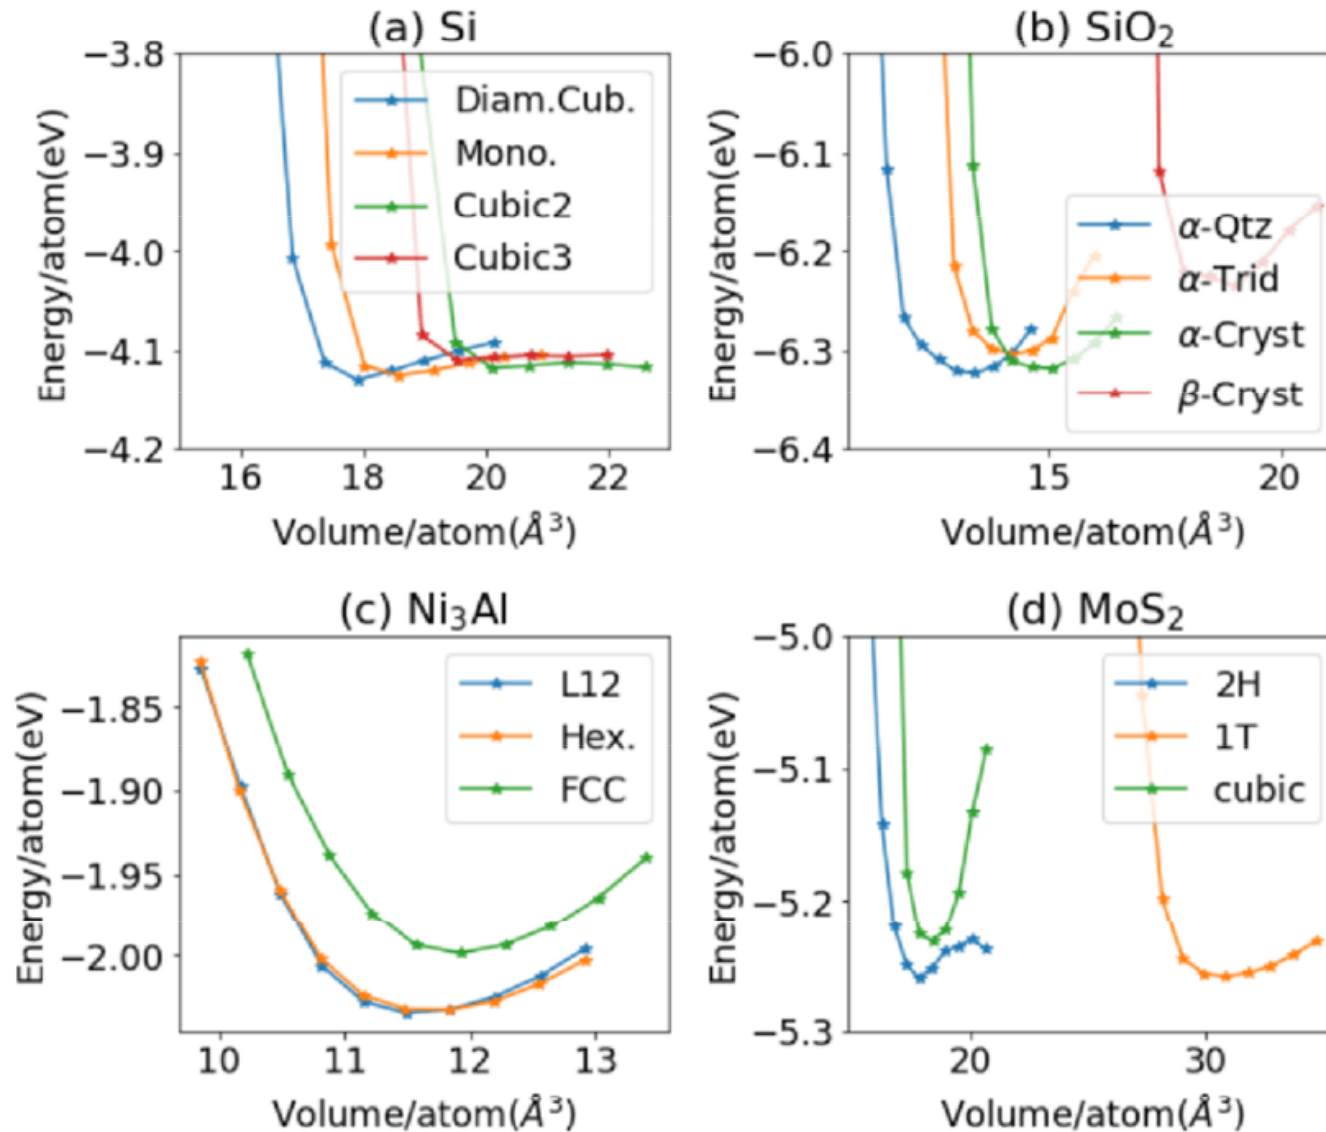 (a) Si
Energy/atom(eV)
−3.8
−3.9
−4.0
−4.1
−4.2
16 18 20 22
Volume/atom(Å³)
Diam.Cub.
Mono.
Cubic2
Cubic3
(b) SiO₂
Energy/atom(eV)
−6.0
−6.1
−6.2
−6.3
−6.4
15 20
Volume/atom(Å³)
α-Qtz
α-Trid
α-Cryst
β-Cryst
(c) Ni₃Al
Energy/atom(eV)
−1.85
−1.90
−1.95
−2.00
10 11 12 13
Volume/atom(Å³)
L12
Hex.
FCC
(d) MoS₂
Energy/atom(eV)
−5.0
−5.1
−5.2
−5.3
20 30
Volume/atom(Å³)
2H
1T
cubic